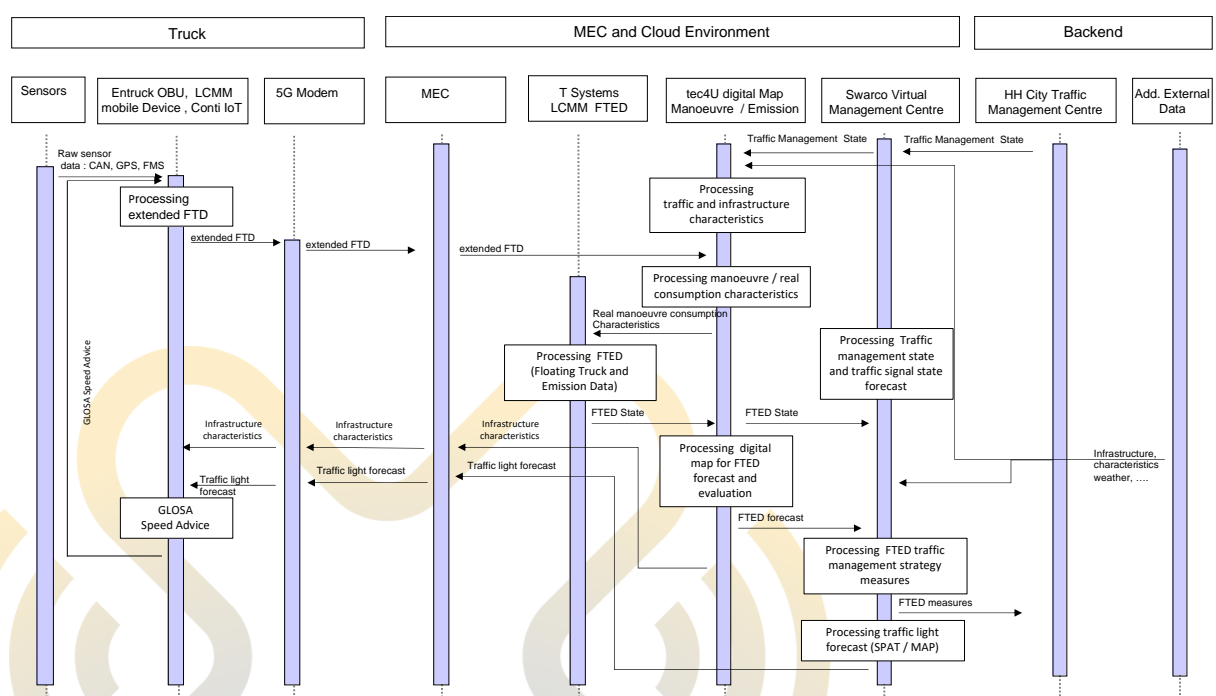 Truck
MEC and Cloud Environment
Backend
Sensors
Entruck OBU, LCMM
mobile Device , Conti IoT
5G Modem
MEC
T Systems
LCMM FTED
tec4U digital Map
Manoeuvre / Emission
Swarco Virtual
Management Centre
HH City Traffic
Management Centre
Add. External
Data
Traffic Management State
Traffic Management State
Raw sensor
data : CAN, GPS, FMS
Processing
extended FTD
Processing
traffic and infrastructure
characteristics
extended FTD
extended FTD
extended FTD
Processing manoeuvre / real
consumption characteristics
Real manoeuvre consumption
Characteristics
Processing FTED
(Floating Truck and
Emission Data)
Processing Traffic
management state
and traffic signal state
forecast
GLOSA Speed Advice
FTED State
FTED State
Infrastructure
characteristics
Infrastructure
characteristics
Infrastructure
characteristics
Processing digital
map for FTED
forecast and
evaluation
Infrastructure,
characteristics
weather, ....
Traffic light
forecast
Traffic light forecast
Traffic light forecast
GLOSA
Speed Advice
FTED forecast
Processing FTED traffic
management strategy
measures
FTED measures
Processing traffic light
forecast (SPAT / MAP)